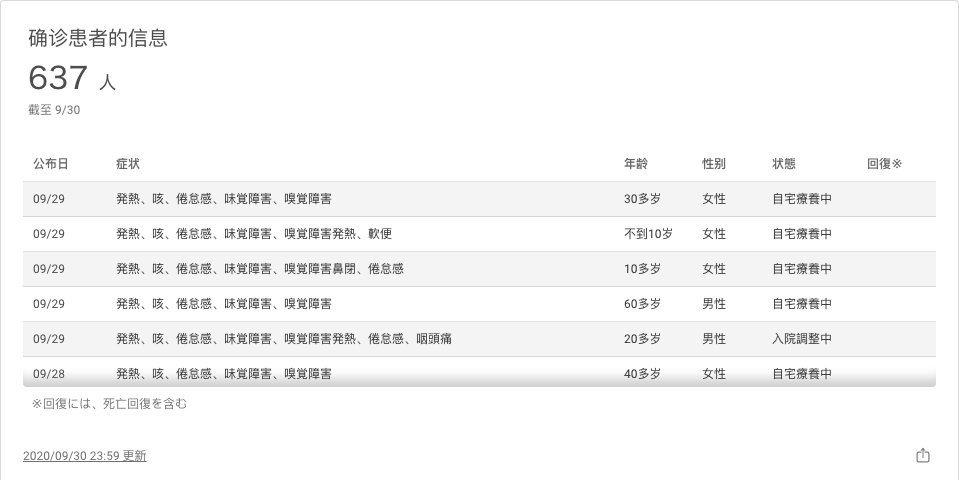 确诊患者的信息
637 人
截至 9/30
公布日 症状 年龄 性别 状態 回復※
09/29 発熱、咳、倦怠感、味覚障害、嗅覚障害 30多岁 女性 自宅療養中
09/29 発熱、咳、倦怠感、味覚障害、嗅覚障害発熱、軟便 不到10岁 女性 自宅療養中
09/29 発熱、咳、倦怠感、味覚障害、嗅覚障害鼻閉、倦怠感 10多岁 女性 自宅療養中
09/29 発熱、咳、倦怠感、味覚障害、嗅覚障害 60多岁 男性 自宅療養中
09/29 発熱、咳、倦怠感、味覚障害、嗅覚障害発熱、倦怠感、咽頭痛 20多岁 男性 入院調整中
09/28 発熱、咳、倦怠感、味覚障害、嗅覚障害 40多岁 女性 自宅療養中
※回復には、死亡回復を含む
2020/09/30 23:59 更新